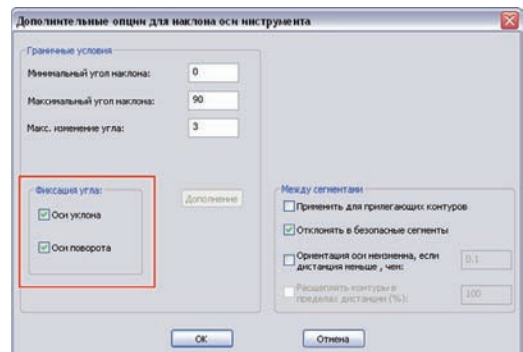 Дополнительные опции для наклона оси инструмента
Граничные условия
Минимальный угол наклона:
0
Максимальный угол наклона:
90
Макс. изменение угла:
3
Фиксация угла:
Оси уклона
Оси поворота
Дополнение
Между сегментами
Применить для прилегающих контуров
Отклонять в безопасные сегменты
Ориентация оси неизменна, если
дистанция меньше , чем:
0.1
Расщеплять контуры в
пределах дистанции (%):
100
OK
Отмена